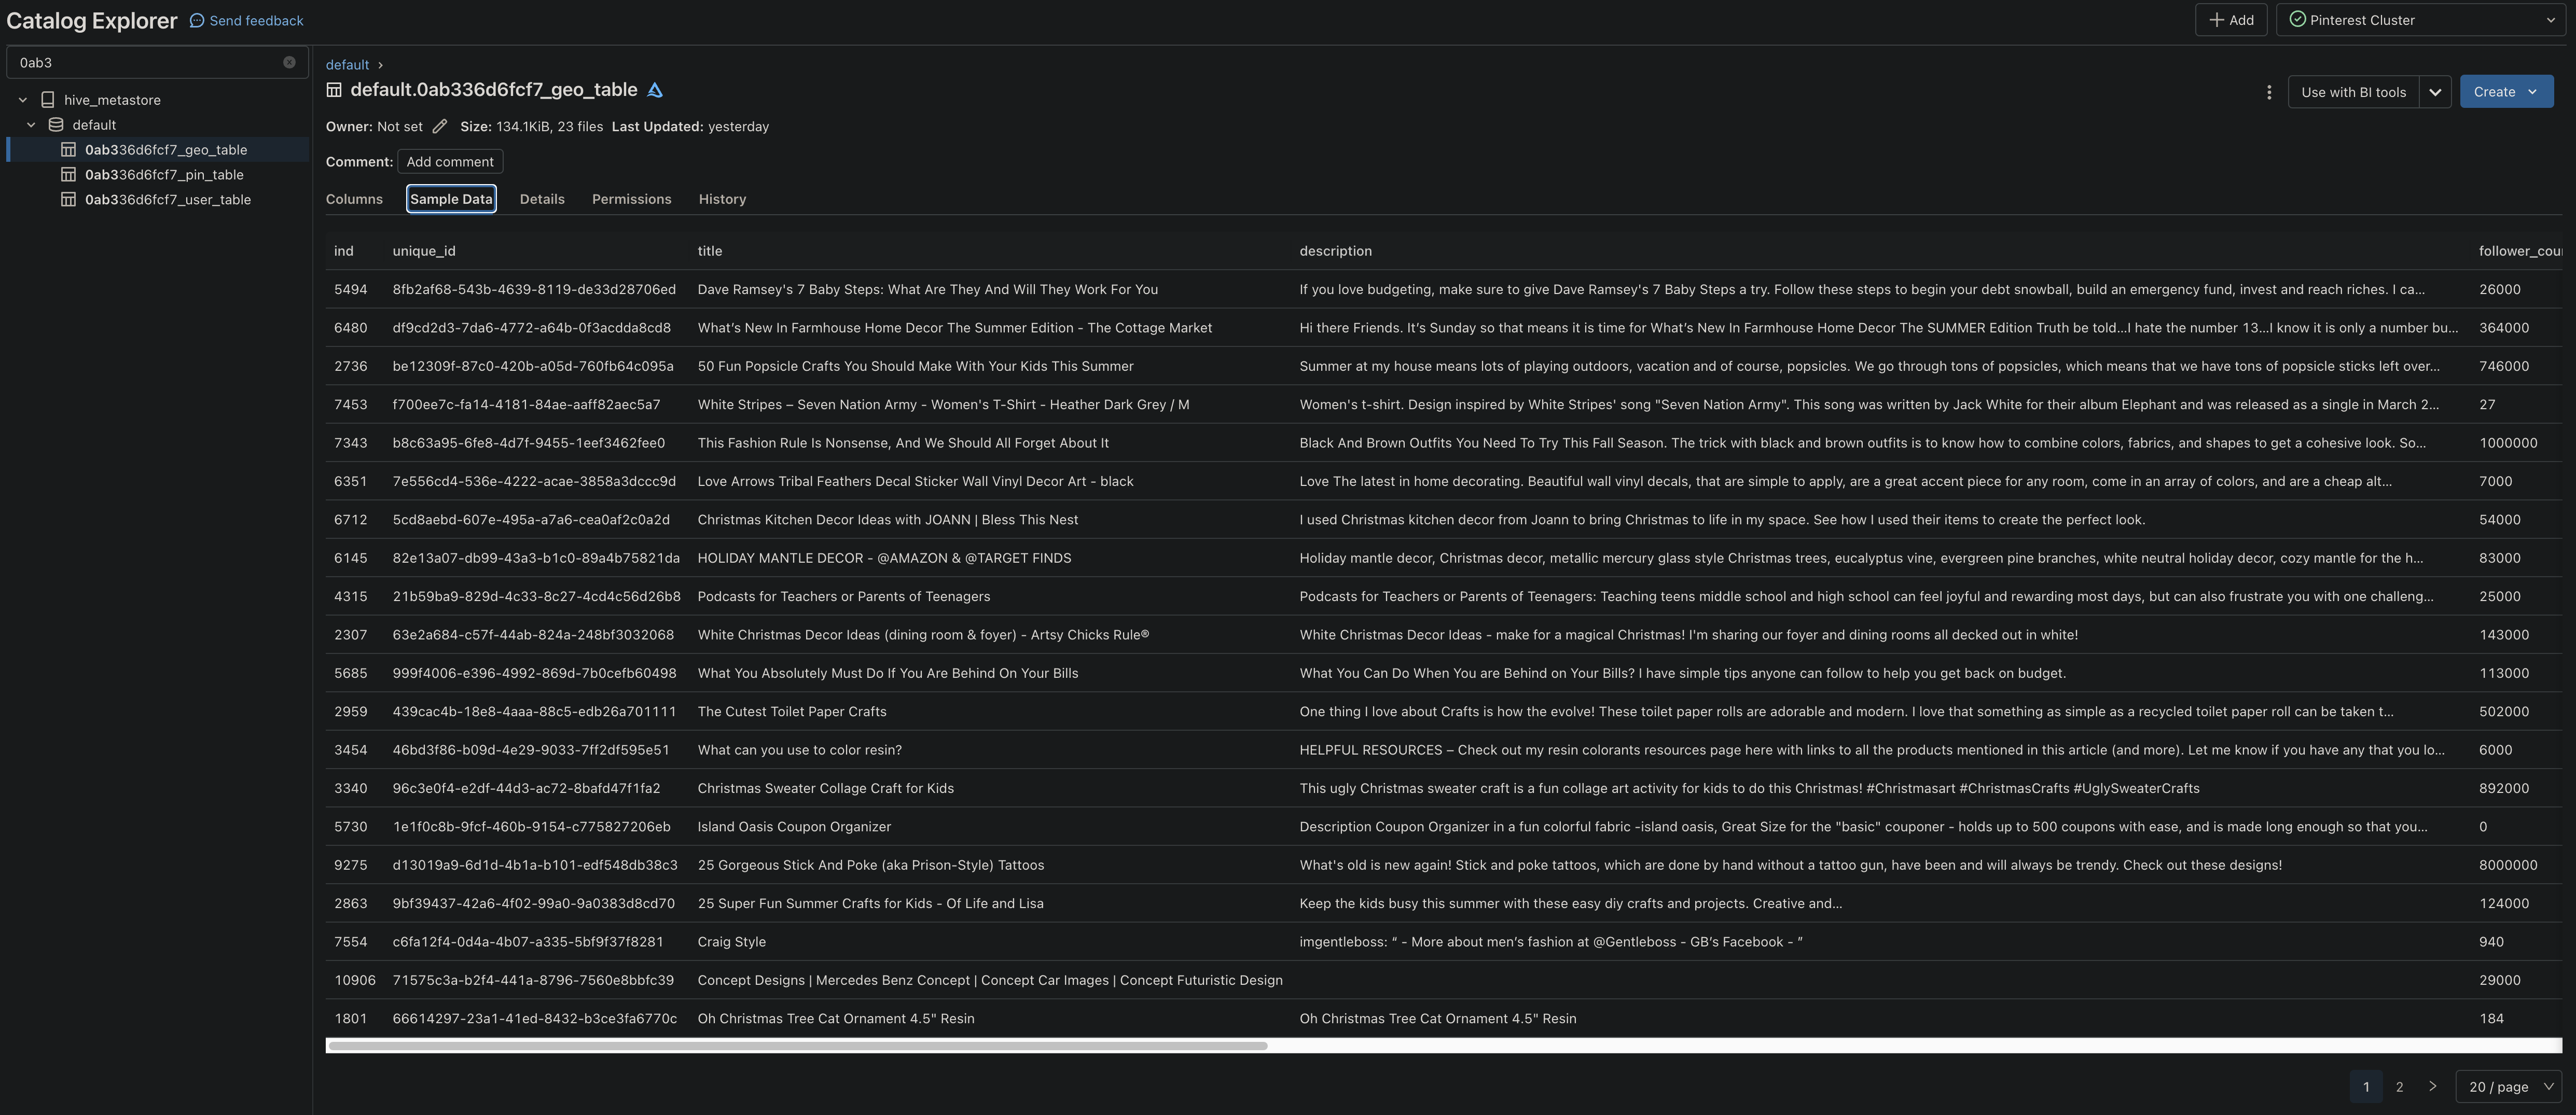 Catalog Explorer Send feedback
Add Pinterest Cluster
0ab3
hive_metastore
default
0ab336d6fcf7_geo_table
0ab336d6fcf7_pin_table
0ab336d6fcf7_user_table
default ›
default.0ab336d6fcf7_geo_table
Use with BI tools Create
Owner: Not set Size: 134.1KiB, 23 files Last Updated: yesterday
Comment: Add comment
Columns Sample Data Details Permissions History
ind unique_id title description follower_cou
5494 8fb2af68-543b-4639-8119-de33d28706ed Dave Ramsey's 7 Baby Steps: What Are They And Will They Work For You If you love budgeting, make sure to give Dave Ramsey's 7 Baby Steps a try. Follow these steps to begin your debt snowball, build an emergency fund, invest and reach riches. I ca... 26000
6480 df9cd2d3-7da6-4772-a64b-0f3acdda8cd8 What’s New In Farmhouse Home Decor The Summer Edition - The Cottage Market Hi there Friends. It’s Sunday so that means it is time for What’s New In Farmhouse Home Decor The SUMMER Edition Truth be told...I hate the number 13...I know it is only a number bu... 364000
2736 be12309f-87c0-420b-a05d-760fb64c095a 50 Fun Popsicle Crafts You Should Make With Your Kids This Summer Summer at my house means lots of playing outdoors, vacation and of course, popsicles. We go through tons of popsicles, which means that we have tons of popsicle sticks left over... 746000
7453 f700ee7c-fa14-4181-84ae-aaff82aec5a7 White Stripes – Seven Nation Army - Women's T-Shirt - Heather Dark Grey / M Women's t-shirt. Design inspired by White Stripes' song "Seven Nation Army". This song was written by Jack White for their album Elephant and was released as a single in March 2... 27
7343 b8c63a95-6fe8-4d7f-9455-1eef3462fee0 This Fashion Rule Is Nonsense, And We Should All Forget About It Black And Brown Outfits You Need To Try This Fall Season. The trick with black and brown outfits is to know how to combine colors, fabrics, and shapes to get a cohesive look. So... 1000000
6351 7e556cd4-536e-4222-acae-3858a3dccc9d Love Arrows Tribal Feathers Decal Sticker Wall Vinyl Decor Art - black Love The latest in home decorating. Beautiful wall vinyl decals, that are simple to apply, are a great accent piece for any room, come in an array of colors, and are a cheap alt... 7000
6712 5cd8aebd-607e-495a-a7a6-cea0af2c0a2d Christmas Kitchen Decor Ideas with JOANN | Bless This Nest I used Christmas kitchen decor from Joann to bring Christmas to life in my space. See how I used their items to create the perfect look. 54000
6145 82e13a07-db99-43a3-b1c0-89a4b75821da HOLIDAY MANTLE DECOR - @AMAZON & @TARGET FINDS Holiday mantle decor, Christmas decor, metallic mercury glass style Christmas trees, eucalyptus vine, evergreen pine branches, white neutral holiday decor, cozy mantle for the h... 83000
4315 21b59ba9-829d-4c33-8c27-4cd4c56d26b8 Podcasts for Teachers or Parents of Teenagers Podcasts for Teachers or Parents of Teenagers: Teaching teens middle school and high school can feel joyful and rewarding most days, but can also frustrate you with one challeng... 25000
2307 63e2a684-c57f-44ab-824a-248bf3032068 White Christmas Decor Ideas (dining room & foyer) - Artsy Chicks Rule® White Christmas Decor Ideas - make for a magical Christmas! I'm sharing our foyer and dining rooms all decked out in white! 143000
5685 999f4006-e396-4992-869d-7b0cefb60498 What You Absolutely Must Do If You Are Behind On Your Bills What You Can Do When You are Behind on Your Bills? I have simple tips anyone can follow to help you get back on budget. 113000
2959 439cac4b-18e8-4aaa-88c5-edb26a701111 The Cutest Toilet Paper Crafts One thing I love about Crafts is how the evolve! These toilet paper rolls are adorable and modern. I love that something as simple as a recycled toilet paper roll can be taken t... 502000
3454 46bd3f86-b09d-4e29-9033-7ff2df595e51 What can you use to color resin? HELPFUL RESOURCES – Check out my resin colorants resources page here with links to all the products mentioned in this article (and more). Let me know if you have any that you lo... 6000
3340 96c3e0f4-e2df-44d3-ac72-8bafd47f1fa2 Christmas Sweater Collage Craft for Kids This ugly Christmas sweater craft is a fun collage art activity for kids to do this Christmas! #Christmasart #ChristmasCrafts #UglySweaterCrafts 892000
5730 1e1f0c8b-9fcf-460b-9154-c775827206eb Island Oasis Coupon Organizer Description Coupon Organizer in a fun colorful fabric -island oasis, Great Size for the "basic" couponer - holds up to 500 coupons with ease, and is made long enough so that you... 0
9275 d13019a9-6d1d-4b1a-b101-edf548db38c3 25 Gorgeous Stick And Poke (aka Prison-Style) Tattoos What's old is new again! Stick and poke tattoos, which are done by hand without a tattoo gun, have been and will always be trendy. Check out these designs! 8000000
2863 9bf39437-42a6-4f02-99a0-9a0383d8cd70 25 Super Fun Summer Crafts for Kids - Of Life and Lisa Keep the kids busy this summer with these easy diy crafts and projects. Creative and... 124000
7554 c6fa12f4-0d4a-4b07-a335-5bf9f37f8281 Craig Style imgentleboss: “ - More about men’s fashion at @Gentleboss - GB’s Facebook - ” 940
10906 71575c3a-b2f4-441a-8796-7560e8bbfc39 Concept Designs | Mercedes Benz Concept | Concept Car Images | Concept Futuristic Design 29000
1801 66614297-23a1-41ed-8432-b3ce3fa6770c Oh Christmas Tree Cat Ornament 4.5" Resin Oh Christmas Tree Cat Ornament 4.5" Resin 184
1 2 20 / page